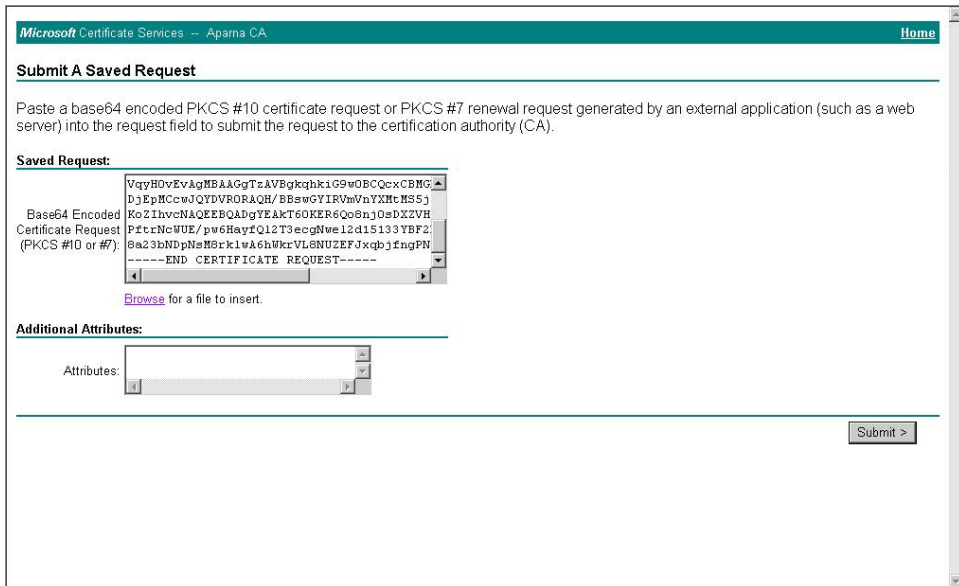 Microsoft Certificate Services -- Aparna CA Home
Submit A Saved Request
Paste a base64 encoded PKCS #10 certificate request or PKCS #7 renewal request generated by an external application (such as a web
server) into the request field to submit the request to the certification authority (CA).
Saved Request:
Base64 Encoded
Certificate Request
(PKCS #10 or #7):
VqyHOvEvAgMBAAGgTzAVBgkqhkiG9w0BCQcxCBMG
DjEpMCcwJQYDVR0RAQH/BBswGYIRVmVnYXMtMS5j
KoZIhvcNAQEEBQADgYEAkT60KER6Qo8nj0sDXZVH
PftrNcWUE/pw6HayfQ12T3ecgNwe12d15133YBF2
8a23bNDpNsM8rklwA6hWkrVL8NUZEFJxqbjfngPN
-----END CERTIFICATE REQUEST-----
Browse for a file to insert.
Additional Attributes:
Attributes:
Submit >